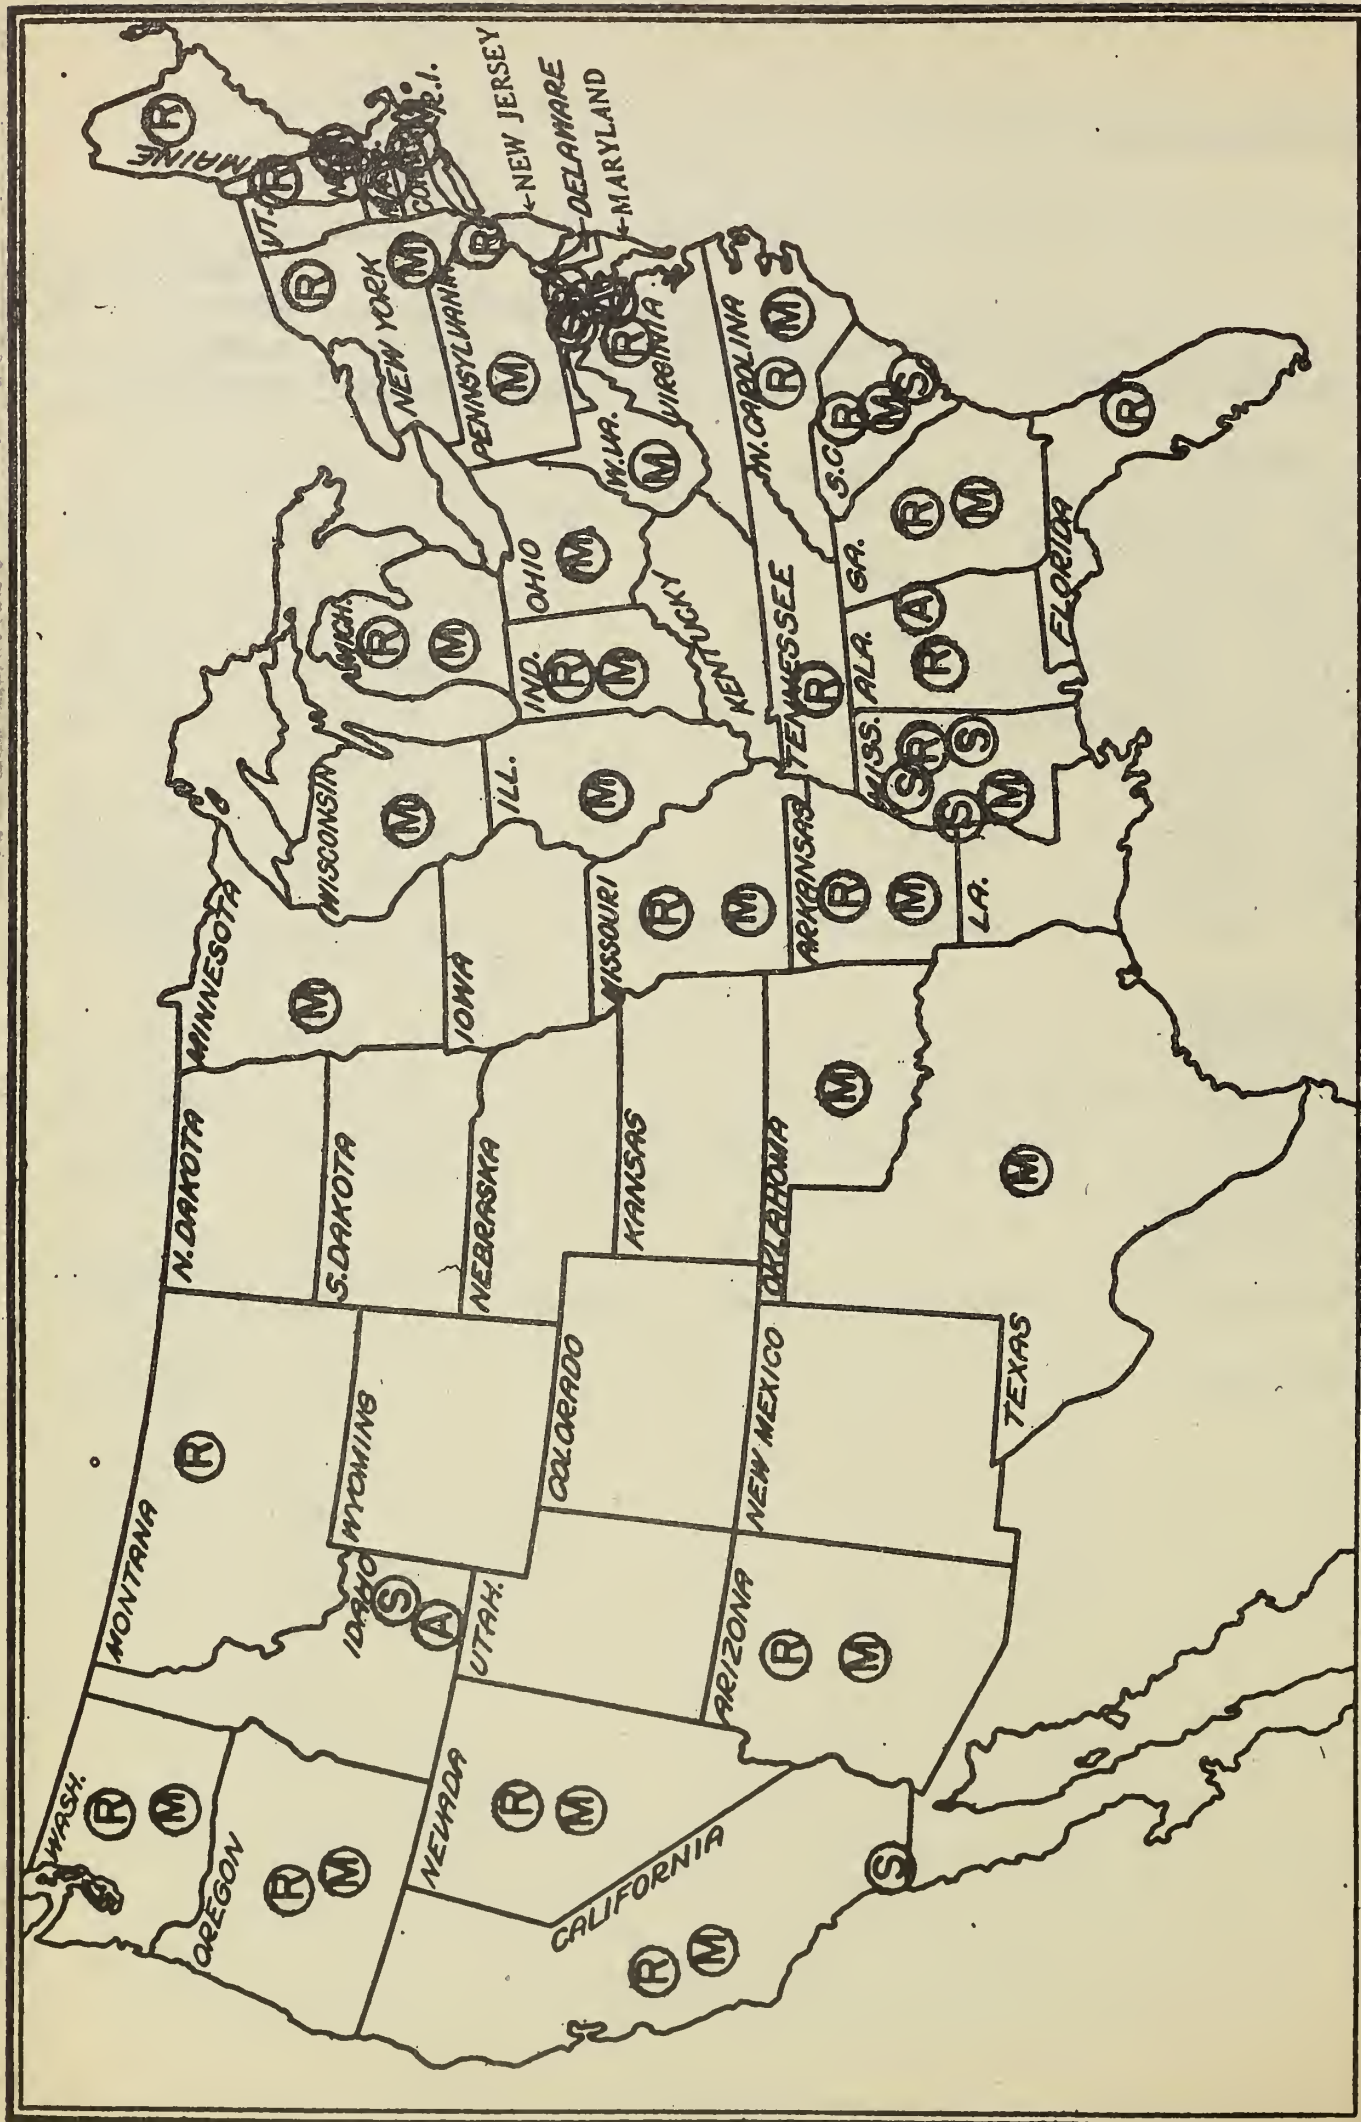 WASH.
R
M
OREGON
R
M
CALIFORNIA
R
M
S
NEVADA
R
M
IDAHO
S
A
MONTANA
R
WYOMING
UTAH.
COLORADO
ARIZONA
R
M
NEW MEXICO
N. DAKOTA
S. DAKOTA
NEBRASKA
KANSAS
OKLAHOMA
M
TEXAS
M
MINNESOTA
M
IOWA
MISSOURI
R
M
ARKANSAS
R
M
LA.
WISCONSIN
M
ILL.
M
MICH.
R
M
IND.
R
M
OHIO
M
KENTUCKY
TENNESSEE
R
MISS.
S
R
S
S
M
ALA.
A
R
GA.
R
M
FLORIDA
R
S.C.
R
M
S
N. CAROLINA
R
M
VIRGINIA
R
W. VA.
M
PENNSYLVANIA
M
NEW YORK
R
M
VT.
R
MAINE
R
R.I.
R
←NEW JERSEY
←DELAWARE
←MARYLAND